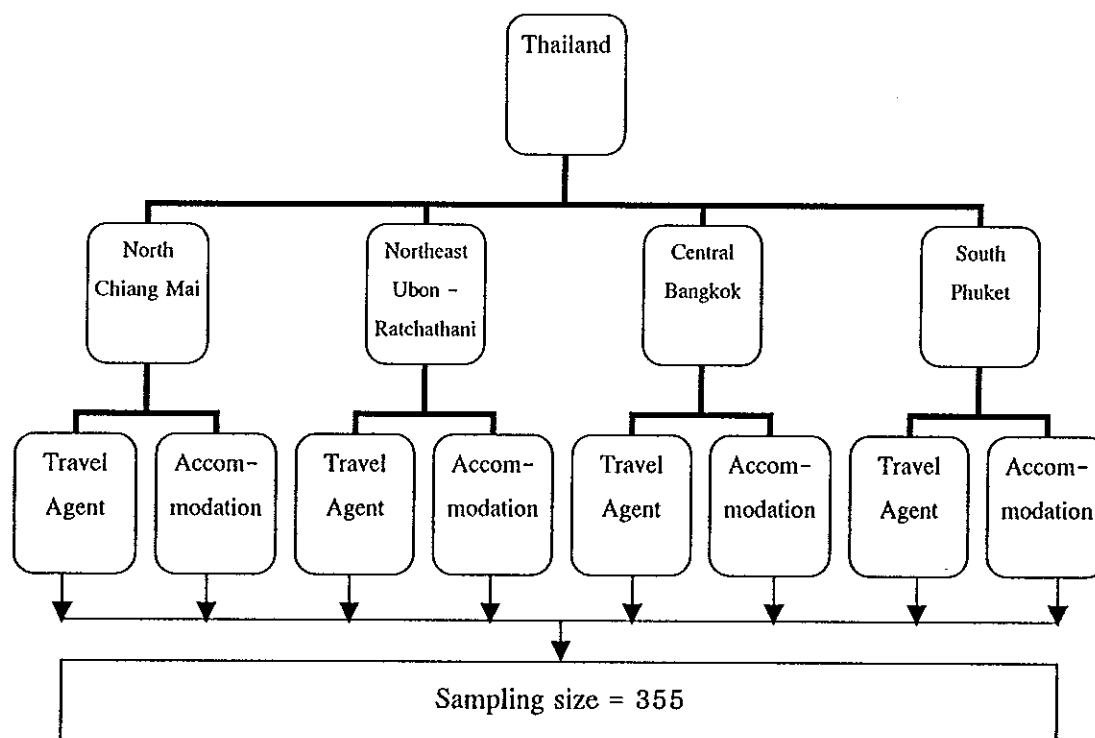 Thailand
North
Chiang Mai
Northeast
Ubon -
Ratchathani
Central
Bangkok
South
Phuket
Travel
Agent
Accom-
modation
Travel
Agent
Accom-
modation
Travel
Agent
Accom-
modation
Travel
Agent
Accom-
modation
Sampling size = 355